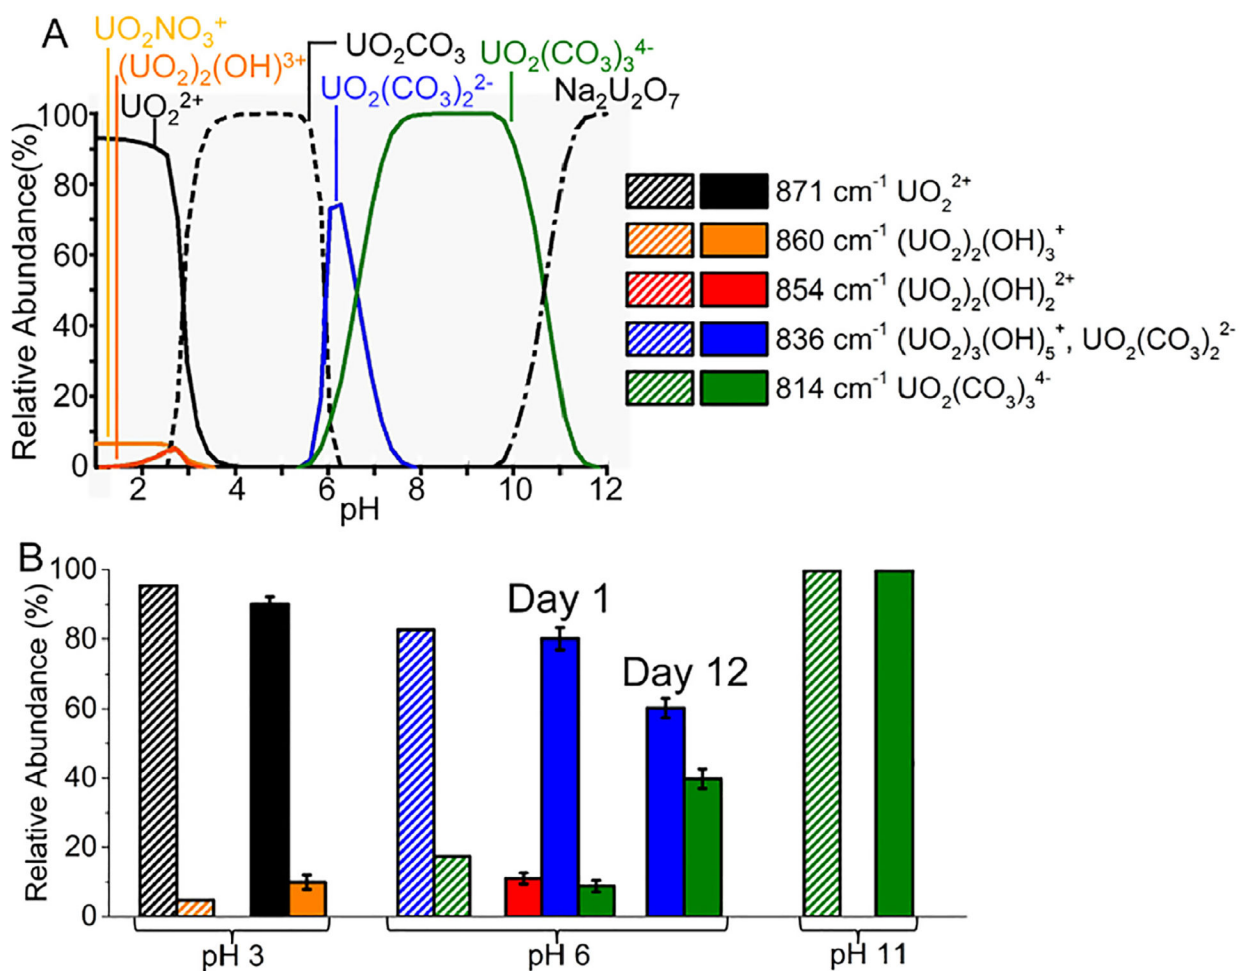 A
UO₂NO₃⁺
(UO₂)₂(OH)³⁺
UO₂²⁺
UO₂CO₃
UO₂(CO₃)₂²⁻
UO₂(CO₃)₃⁴⁻
Na₂U₂O₇
Relative Abundance(%)
100
80
60
40
20
0
2 4 6 8 10 12
pH
871 cm⁻¹ UO₂²⁺
860 cm⁻¹ (UO₂)₂(OH)₃⁺
854 cm⁻¹ (UO₂)₂(OH)₂²⁺
836 cm⁻¹ (UO₂)₃(OH)₅⁺, UO₂(CO₃)₂²⁻
814 cm⁻¹ UO₂(CO₃)₃⁴⁻
B
Relative Abundance (%)
100
80
60
40
20
0
Day 1
Day 12
pH 3 pH 6 pH 11